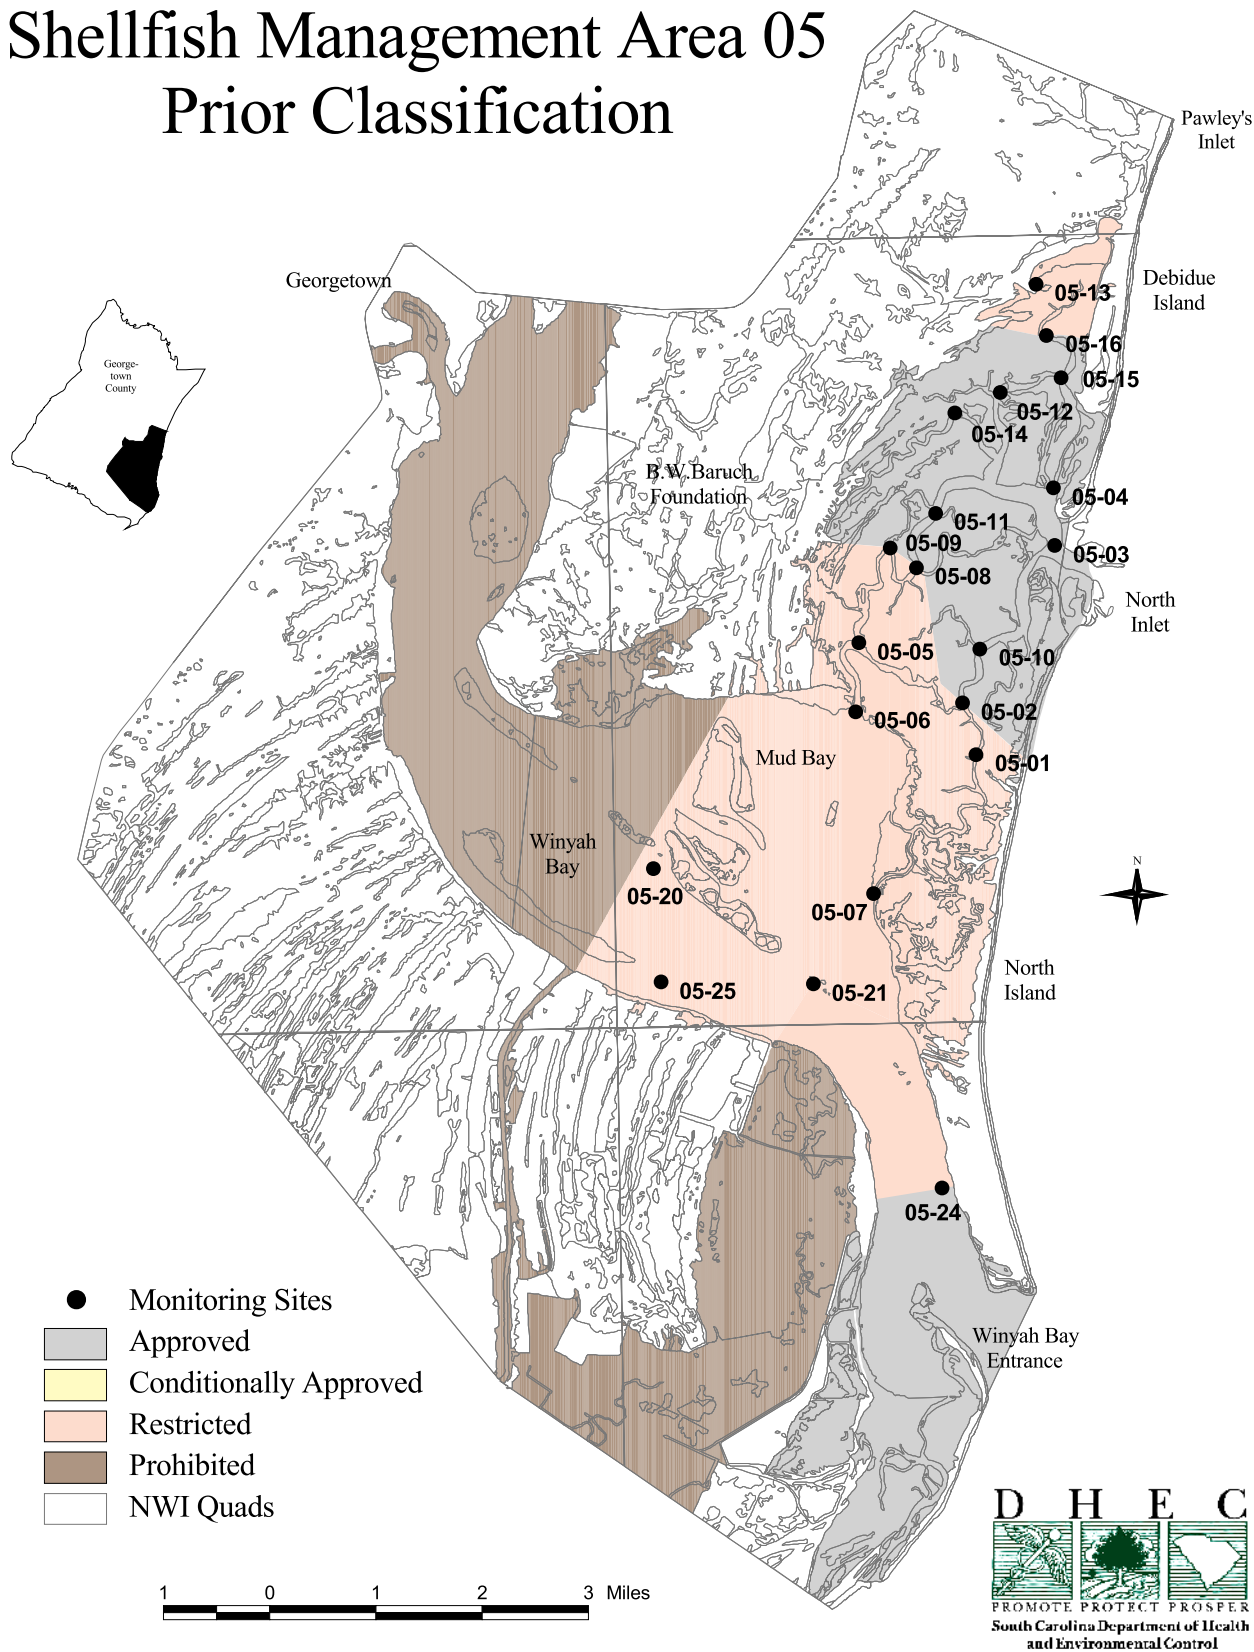 Shellfish Management Area 05
Prior Classification
Pawley's
Inlet
Georgetown
Debidue
Island
George-
town
County
05-13
05-16
05-15
05-12
05-14
B.W.Baruch
Foundation
05-04
05-11
05-09
05-03
05-08
North
Inlet
05-05
05-10
05-02
05-06
Mud Bay
05-01
Winyah
Bay
N
05-20
05-07
North
Island
05-25
05-21
05-24
Winyah Bay
Entrance
Monitoring Sites
Approved
Conditionally Approved
Restricted
Prohibited
NWI Quads
1 0 1 2 3 Miles
D H E C
PROMOTE PROTECT PROSPER
South Carolina Department of Health
and Environmental Control